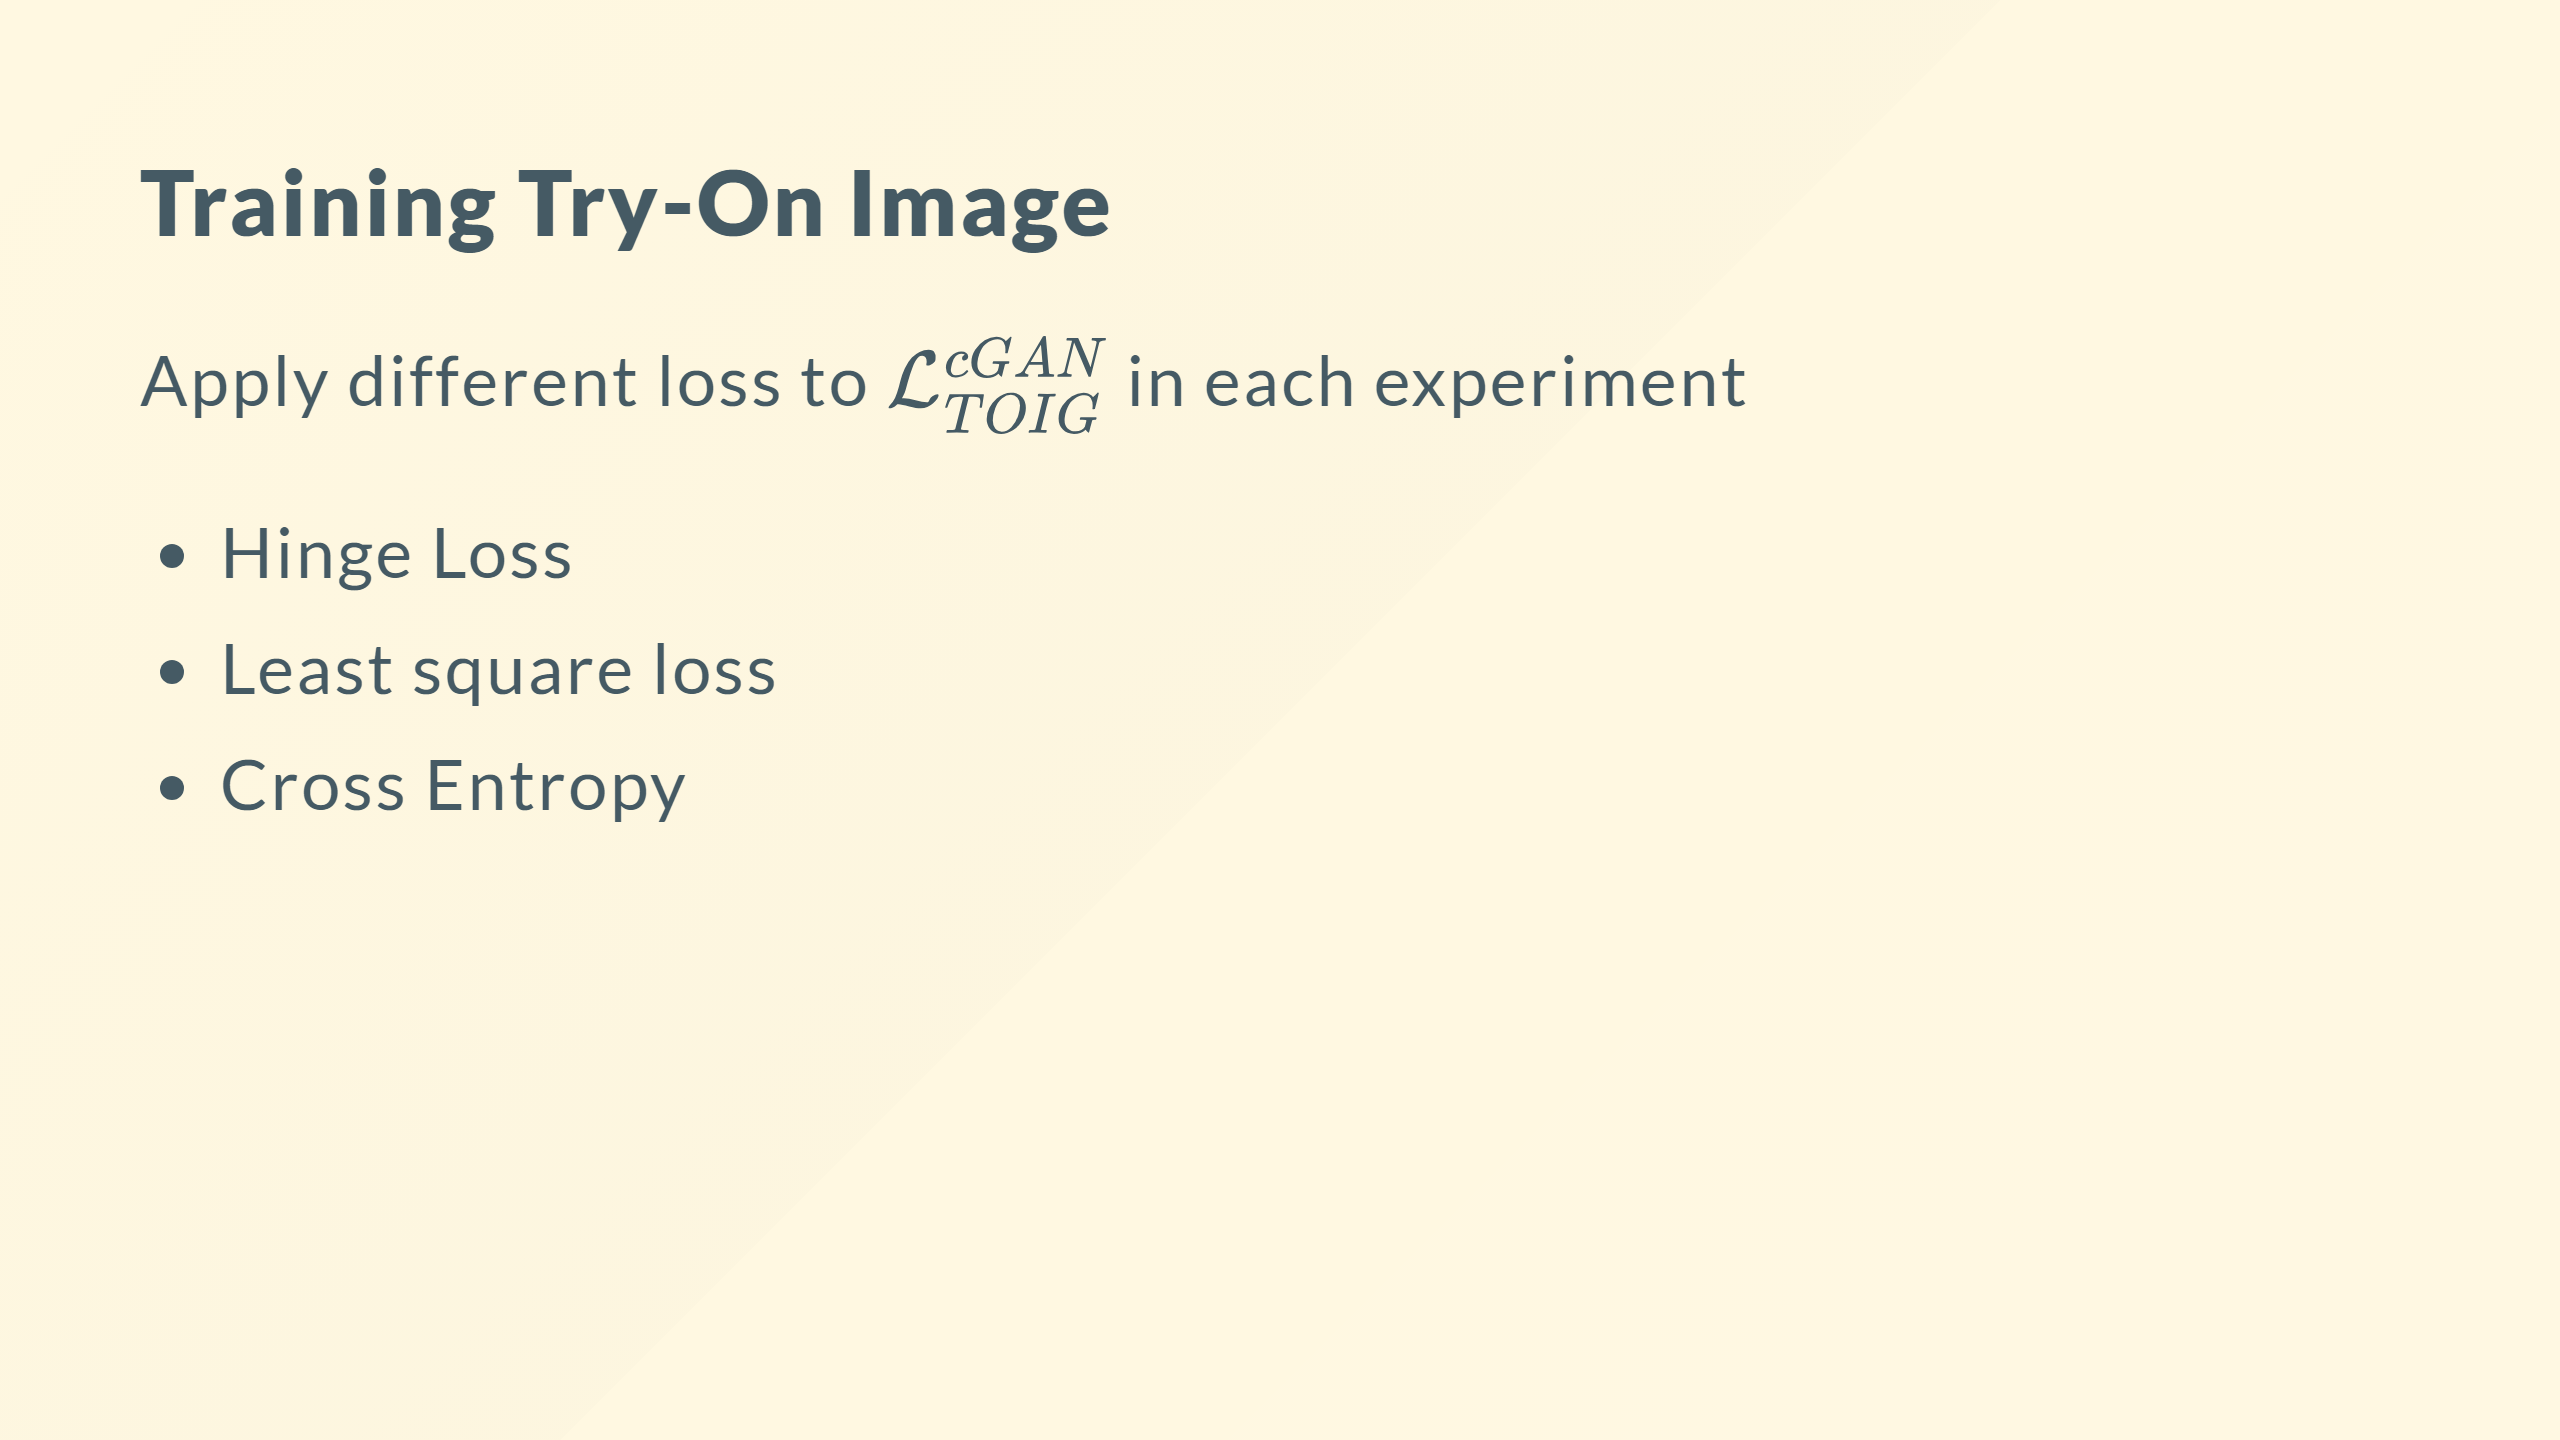 Training Try-On Image
Apply different loss to $\mathcal{L}_{TOIG}^{cGAN}$ in each experiment
• Hinge Loss
• Least square loss
• Cross Entropy